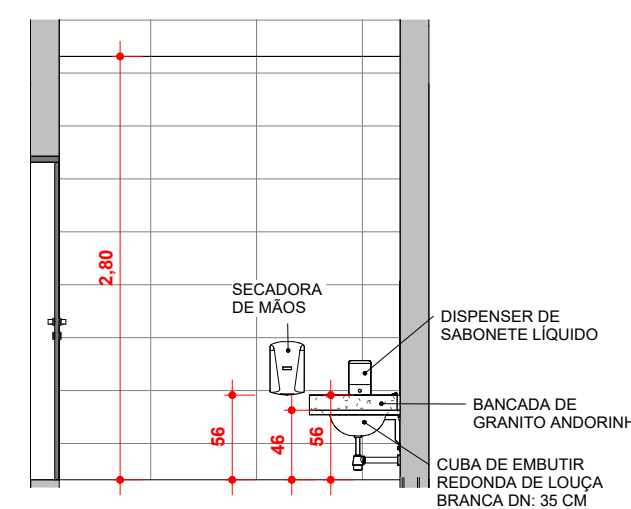 2,80
SECADORA
DE MÃOS
DISPENSER DE
SABONETE LÍQUIDO
BANCADA DE
GRANITO ANDORINH
56
46
56
CUBA DE EMBUTIR
REDONDA DE LOUÇA
BRANCA DN: 35 CM